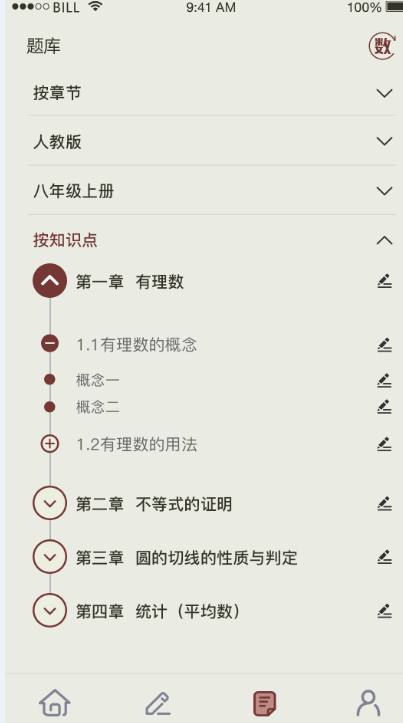 BILL 9:41 AM 100%
题库 数
按章节
人教版
八年级上册
按知识点
第一章 有理数
1.1有理数的概念
概念一
概念二
1.2有理数的用法
第二章 不等式的证明
第三章 圆的切线的性质与判定
第四章 统计（平均数）